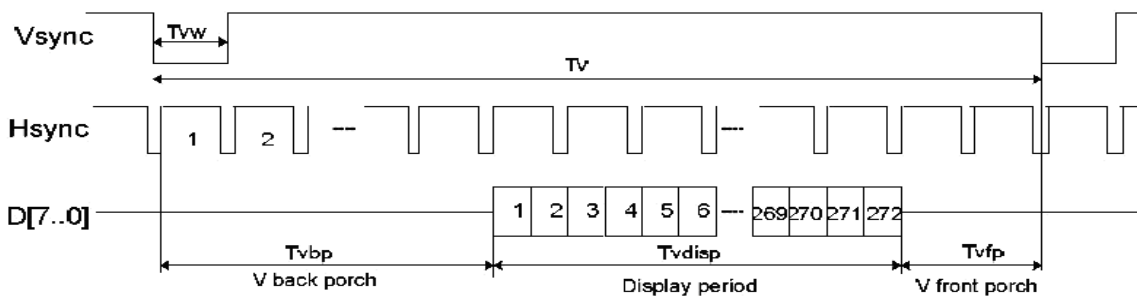 Vsync
Tvw
Tv
Hsync
1 2 -- ----
D[7..0]
1 2 3 4 5 6 ---- 269 270 271 272
Tvbp Tvdisp Tvfp
V back porch Display period V front porch